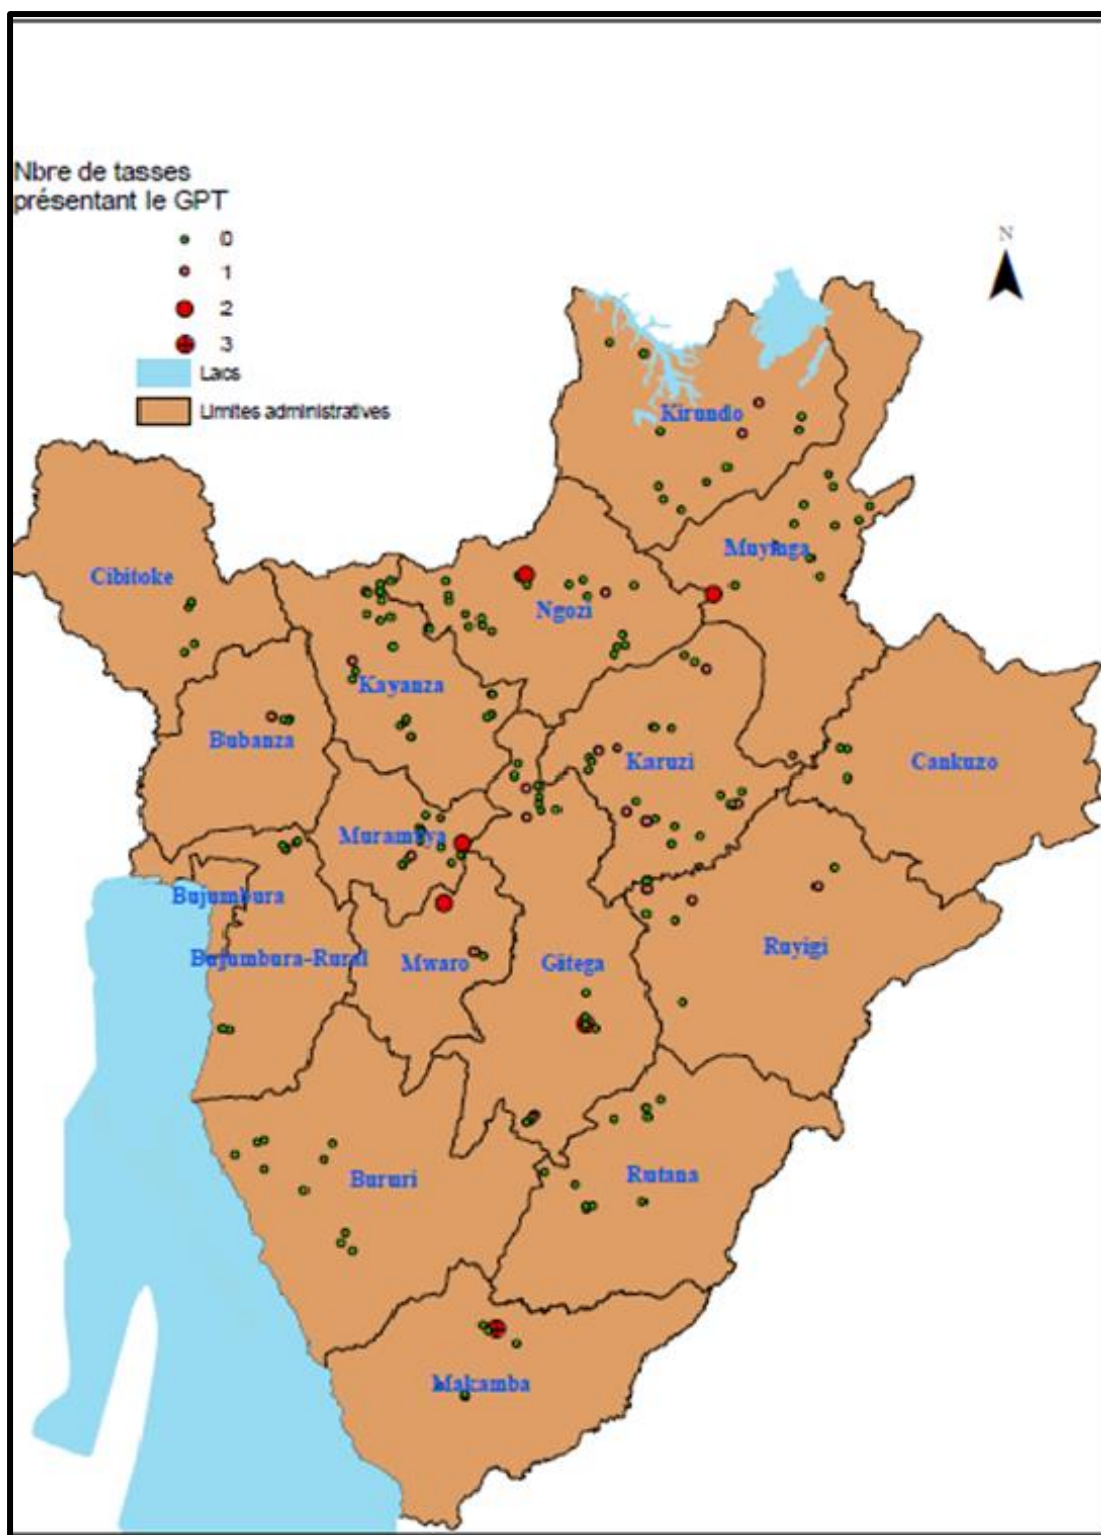 Nbre de tasses
présentant le GPT
0
1
2
3
Lacs
Limites administratives
N
Kirundo
Muyinga
Cibitoke
Ngozi
Kayanza
Bubanza
Karuzi
Cankuzo
Muramvya
Bujumbura
Bujumbura-Rural
Mwaro
Gitega
Ruyigi
Bururi
Rutana
Makamba